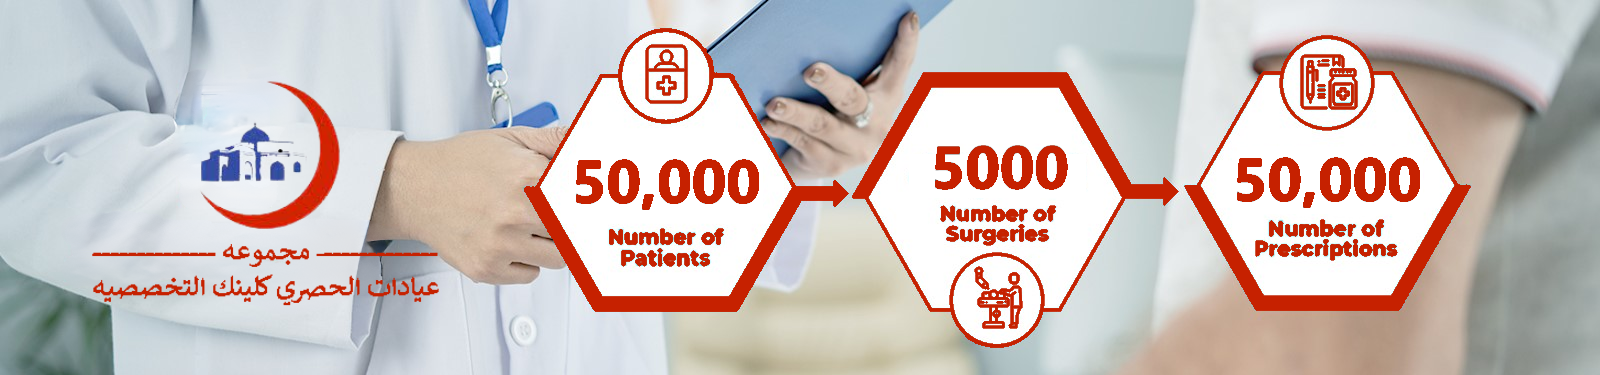 مجموعه
عيادات الحصري كلينك التخصصيه
50,000
Number of
Patients
5000
Number of
Surgeries
50,000
Number of
Prescriptions